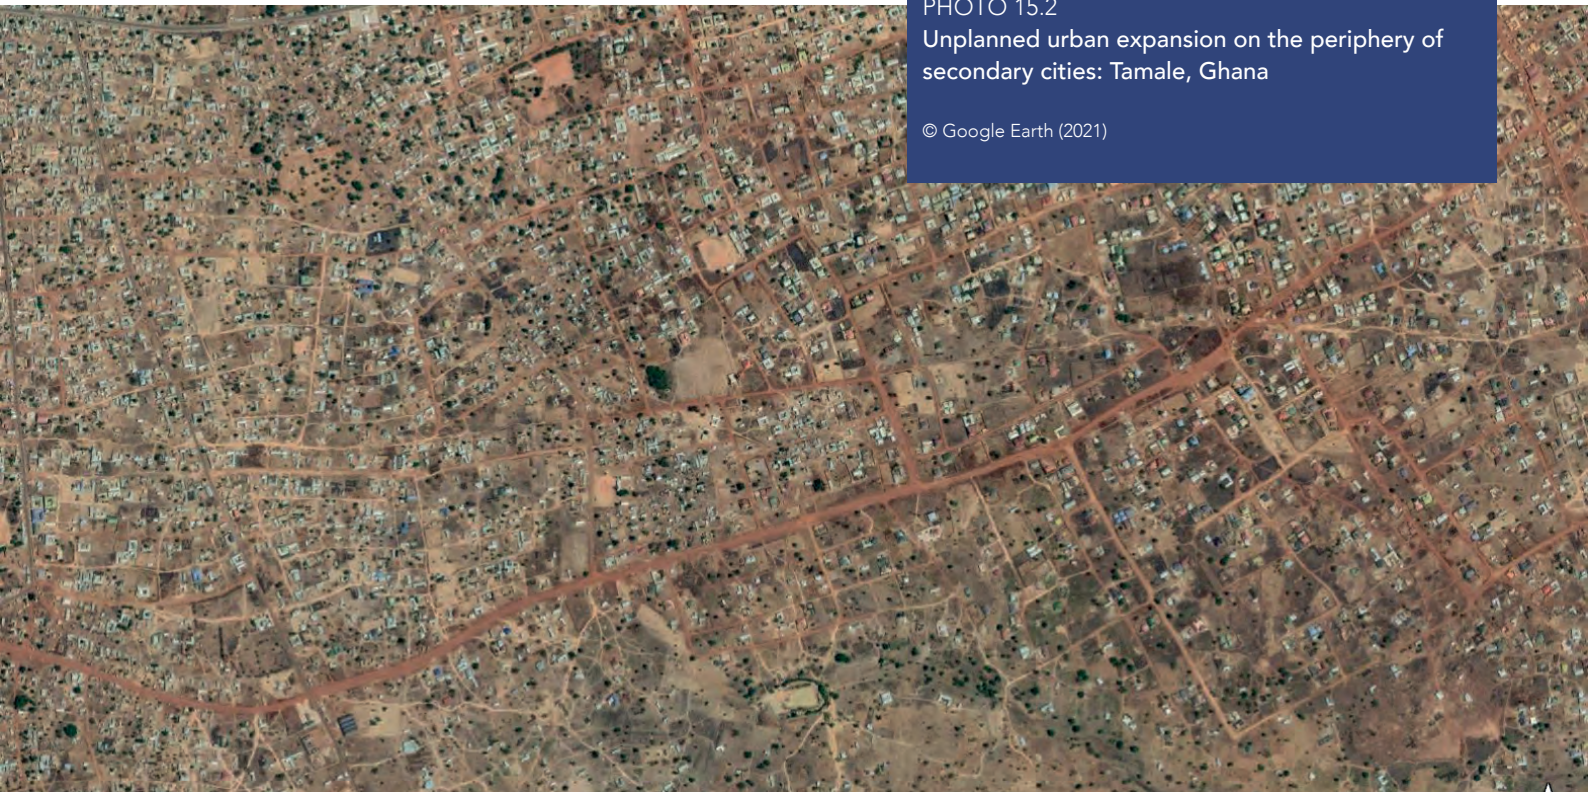 PHOTO 15.2
Unplanned urban expansion on the periphery of
secondary cities: Tamale, Ghana
© Google Earth (2021)